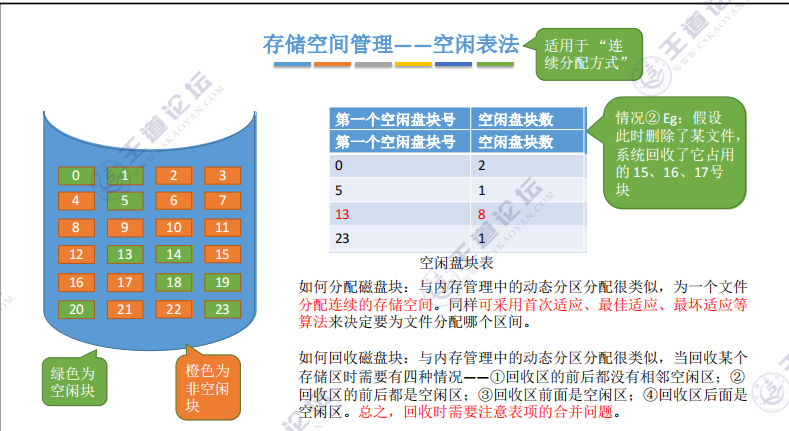 存储空间管理——空闲表法
适用于 “连
续分配方式”
第一个空闲盘块号 空闲盘块数
第一个空闲盘块号 空闲盘块数
0 2
5 1
13 8
23 1
空闲盘块表
情况② Eg：假设
此时删除了某文件，
系统回收了它占用
的 15、16、17号
块
0 1 2 3
4 5 6 7
8 9 10 11
12 13 14 15
16 17 18 19
20 21 22 23
绿色为
空闲块
橙色为
非空闲
块
如何分配磁盘块：与内存管理中的动态分区分配很类似，为一个文件
分配连续的存储空间。同样可采用首次适应、最佳适应、最坏适应等
算法来决定要为文件分配哪个区间。
如何回收磁盘块：与内存管理中的动态分区分配很类似，当回收某个
存储区时需要有四种情况——①回收区的前后都没有相邻空闲区；②
回收区的前后都是空闲区；③回收区前面是空闲区；④回收区后面是
空闲区。总之，回收时需要注意表项的合并问题。
王道论坛
WWW.CSKAOYAN.COM